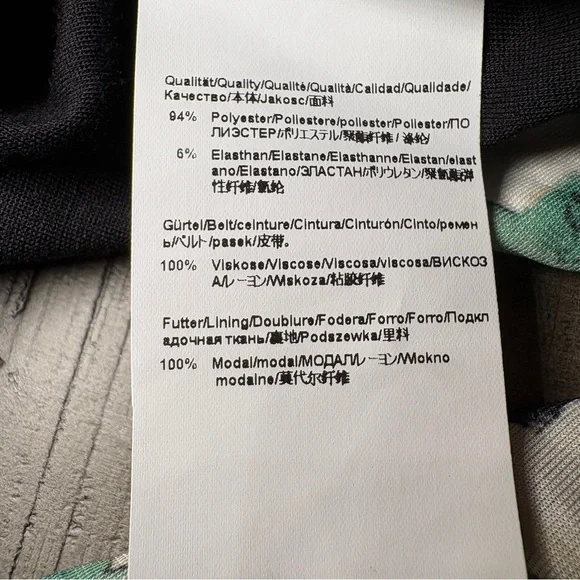 Qualität/Quality/Qualité/Qualità/Calidad/Qualidade/
Качество/本体/Jakosc/面料
94% Polyester/Poliestere/poliester/Poliester/ПО
ЛИЭСТЕР/ポリエステル/聚酯纤维/涤纶
6% Elasthan/Elastane/Elasthanne/Elastan/elast
ano/Elastano/ЭЛАСТАН/ポリウレタン/聚氨酯弹
性纤维/氨纶
Gürtel/Belt/ceinture/Cintura/Cinturón/Cinto/ремен
ь/ベルト/pasek/皮带。
100% Viskose/Viscose/Viscosa/viscosa/ВИСКОЗ
А/レーヨン/Wiskoza/粘胶纤维
Futter/Lining/Doublure/Fodera/Forro/Forro/Подкл
адочная ткань/裏地/Podszewka/里料
100% Modal/modal/МОДАЛ/レーヨン/Włokno
modalne/莫代尔纤维